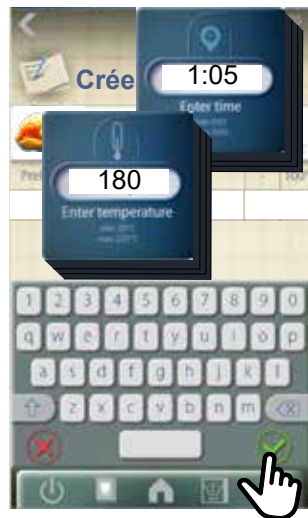 Crée
1:05
Enter time
180
Enter temperature
1 2 3 4 5 6 7 8 9 0
q w e r t y u i o p
a s d f g h j k l
z x c v b n m